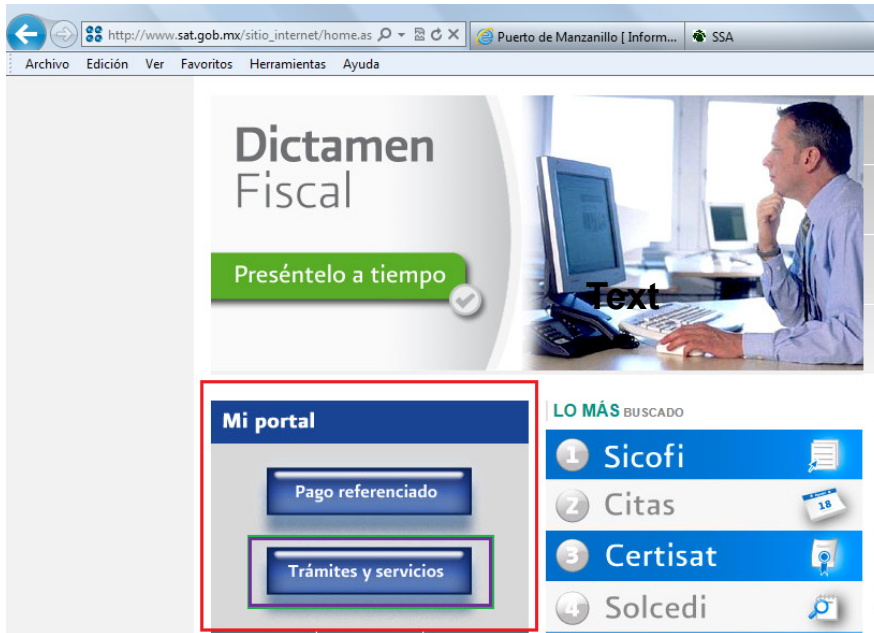 http://www.sat.gob.mx/sitio_internet/home.as
Puerto de Manzanillo [ Inform...
SSA
Archivo Edición Ver Favoritos Herramientas Ayuda
Dictamen
Fiscal
Preséntelo a tiempo
Text
Mi portal
Pago referenciado
Trámites y servicios
LO MÁS BUSCADO
1 Sicofi
2 Citas
18
3 Certisat
4 Solcedi